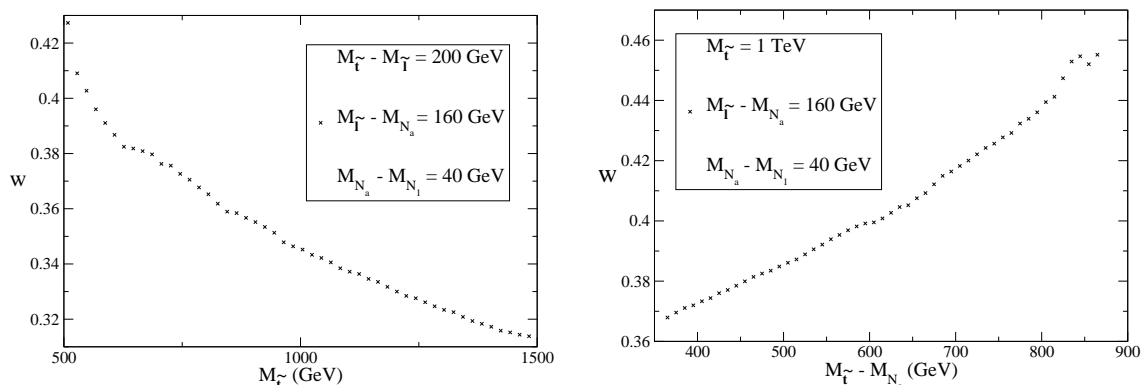 0.42
0.4
0.38
0.36
0.34
0.32
w
M_t̃ - M_l̃ = 200 GeV
M_l̃ - M_Nₐ = 160 GeV
M_Nₐ - M_N₁ = 40 GeV
500 1000 1500
M_t̃ (GeV)
0.46
0.44
0.42
0.4
0.38
0.36
w
M_t̃ = 1 TeV
M_l̃ - M_Nₐ = 160 GeV
M_Nₐ - M_N₁ = 40 GeV
400 500 600 700 800 900
M_t̃ - M_N (GeV)